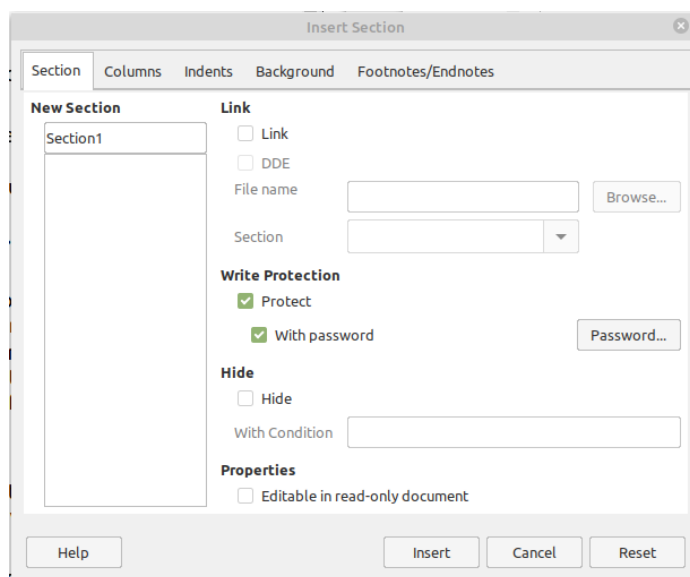 Insert Section
Section Columns Indents Background Footnotes/Endnotes
New Section
Section1
Link
Link
DDE
File name
Browse...
Section
Write Protection
Protect
With password
Password...
Hide
Hide
With Condition
Properties
Editable in read-only document
Help
Insert
Cancel
Reset